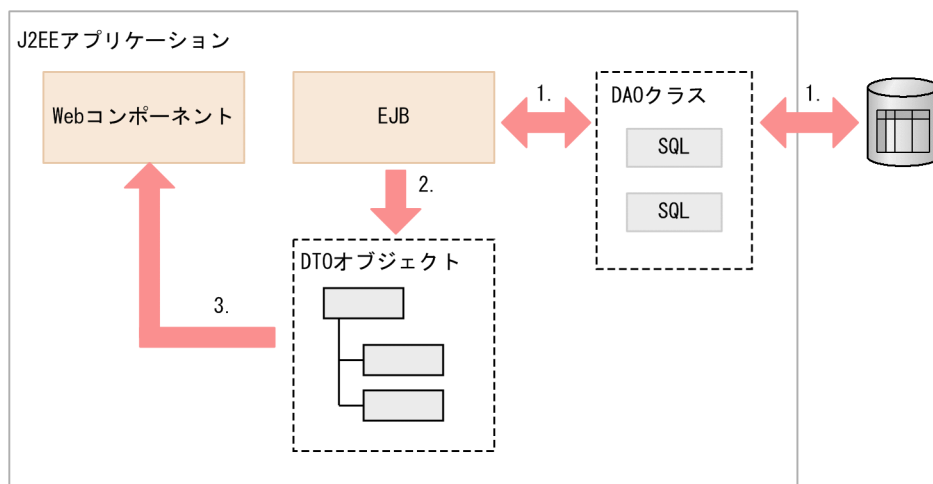 J2EEアプリケーション
Webコンポーネント
EJB
1.
DAOクラス
1.
SQL
SQL
2.
DTOオブジェクト
3.